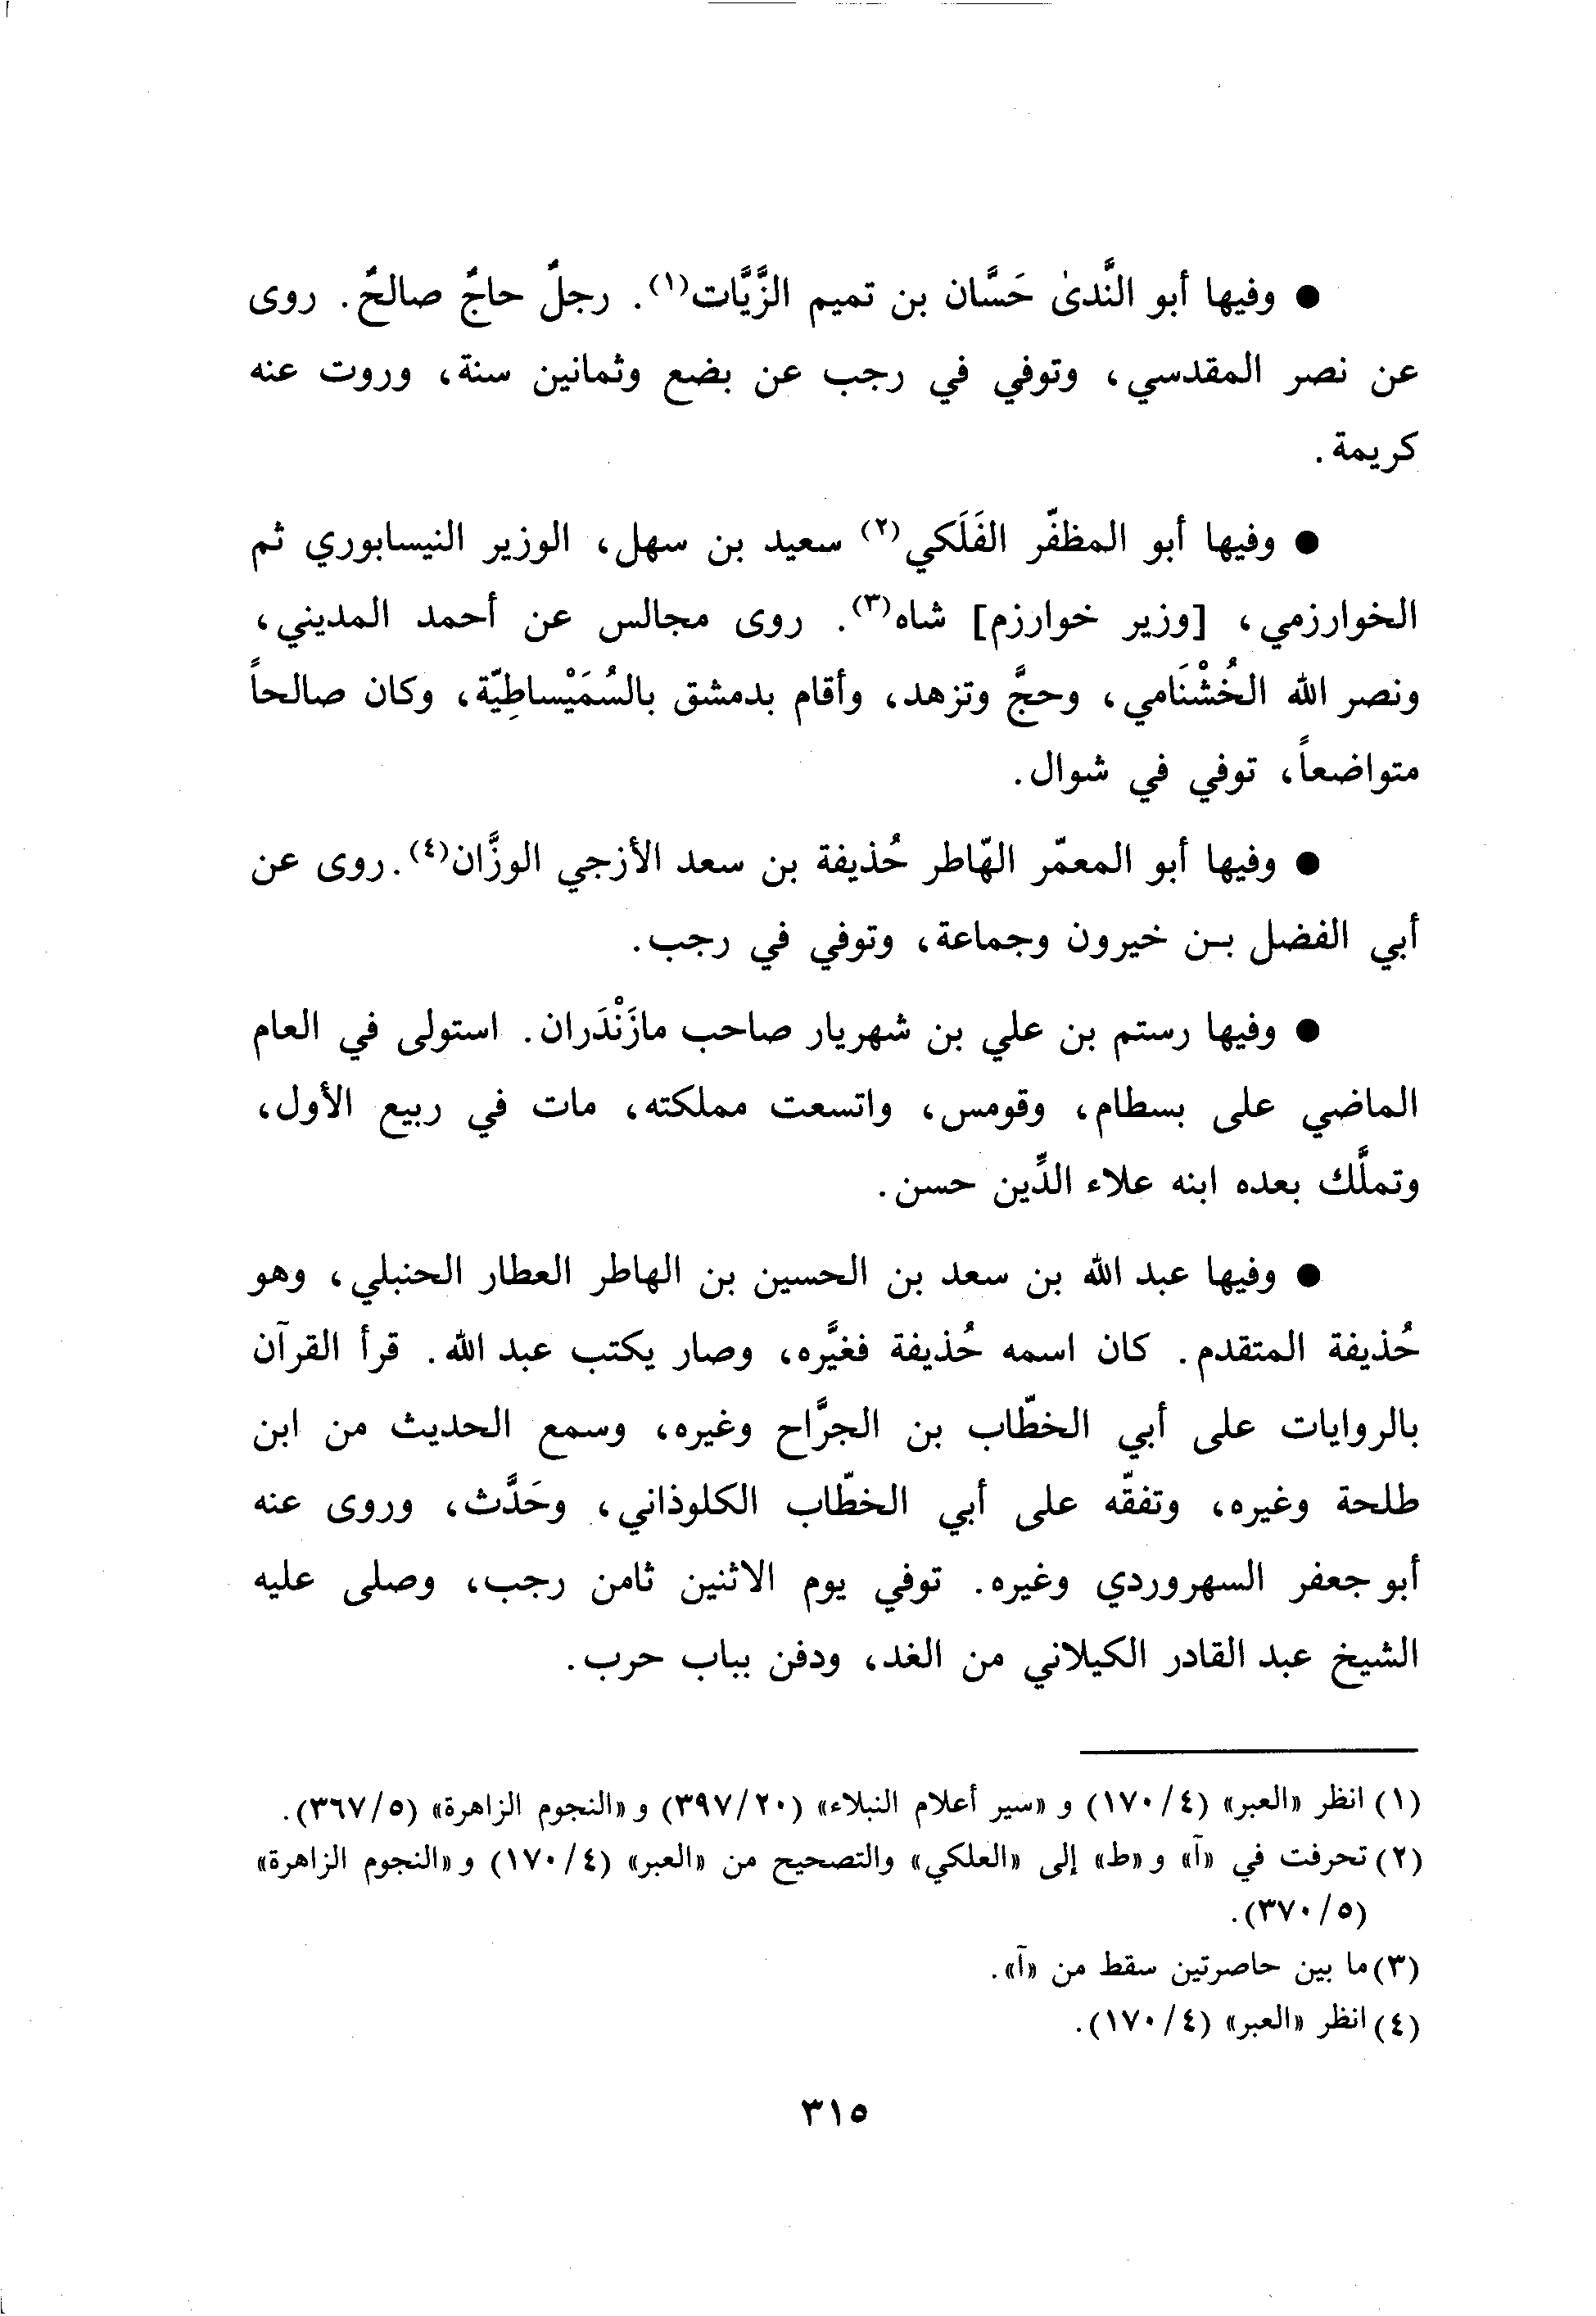 ● وفيها أبو النَّدىٰ حَسَّان بن تميم الزَّيَّات(١). رجلٌ حاجٌ صالحٌ. روى
عن نصر المقدسي، وتوفي في رجب عن بضع وثمانين سنة، وروت عنه
كريمة.
● وفيها أبو المظفّر الفَلَكي(٢) سعيد بن سهل، الوزير النيسابوري ثم
الخوارزمي، [وزير خوارزم] شاه(٣). روى مجالس عن أحمد المديني،
ونصر الله الخُشْنَامي، وحجَّ وتزهد، وأقام بدمشق بالسُمَيْساطِيّة، وكان صالحاً
متواضعاً، توفي في شوال.
● وفيها أبو المعمّر الهّاطر حُذيفة بن سعد الأزجي الوزَّان(٤). روى عن
أبي الفضل بن خيرون وجماعة، وتوفي في رجب.
● وفيها رستم بن علي بن شهريار صاحب مازَنْدَران. استولى في العام
الماضي على بسطام، وقومس، واتسعت مملكته، مات في ربيع الأول،
وتملَّك بعده ابنه علاء الدِّين حسن.
● وفيها عبد الله بن سعد بن الحسين بن الهاطر العطار الحنبلي، وهو
حُذيفة المتقدم. كان اسمه حُذيفة فغيَّره، وصار يكتب عبد الله. قرأ القرآن
بالروايات على أبي الخطّاب بن الجرَّاح وغيره، وسمع الحديث من ابن
طلحة وغيره، وتفقّه على أبي الخطّاب الكلوذاني، وحَدَّث، وروى عنه
أبو جعفر السهروردي وغيره. توفي يوم الاثنين ثامن رجب، وصلى عليه
الشيخ عبد القادر الكيلاني من الغد، ودفن بباب حرب.
(١) انظر «العبر» (٤/ ١٧٠) و «سير أعلام النبلاء» (٢٠/ ٣٩٧) و «النجوم الزاهرة» (٥/ ٣٦٧).
(٢) تحرفت في «آ» و «ط» إلى «العلكي» والتصحيح من «العبر» (٤/ ١٧٠) و «النجوم الزاهرة»
(٥/ ٣٧٠).
(٣) ما بين حاصرتين سقط من «آ».
(٤) انظر «العبر» (٤/ ١٧٠).
٣١٥